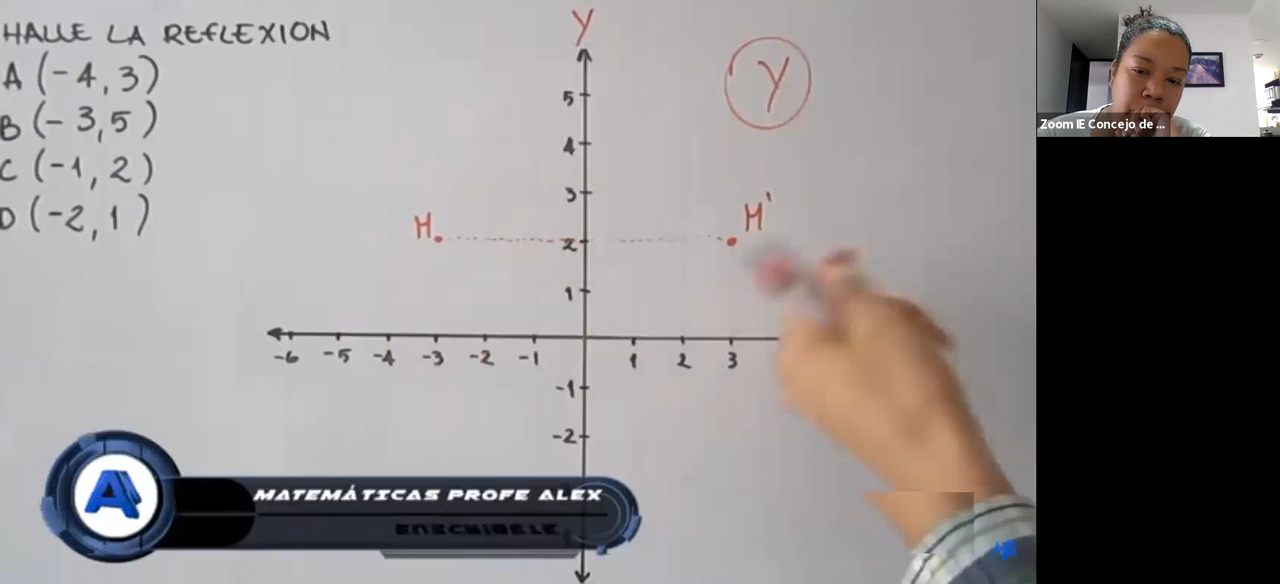 HALLE LA REFLEXION
A (-4, 3)
B (-3, 5)
C (-1, 2)
D (-2, 1)
Y
Y
5
4
3
M
M'
2
1
-6 -5 -4 -3 -2 -1 1 2 3
-1
-2
A
MATEMÁTICAS PROFE ALEX
Zoom IE Concejo de ...